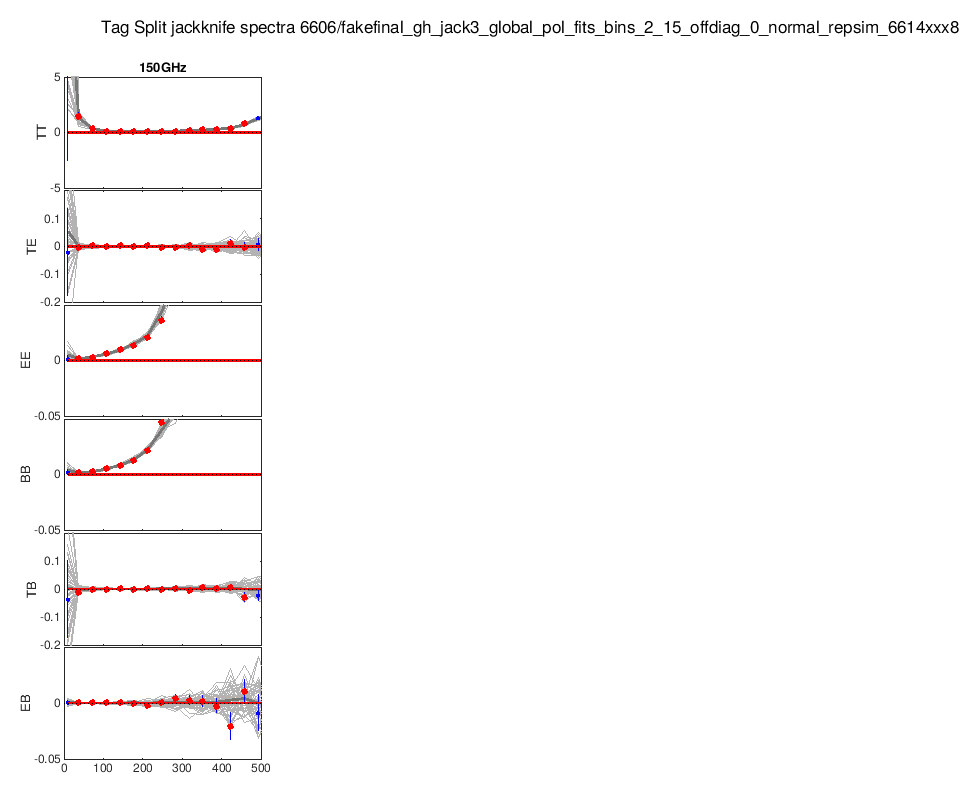 Tag Split jackknife spectra 6606/fakefinal_gh_jack3_global_pol_fits_bins_2_15_offdiag_0_normal_repsim_6614xxx8
150GHz
5
0
-5
TT
0.1
0
-0.1
-0.2
TE
0
-0.05
EE
0
-0.05
BB
0.1
0
-0.1
-0.2
TB
0
-0.05
EB
0 100 200 300 400 500